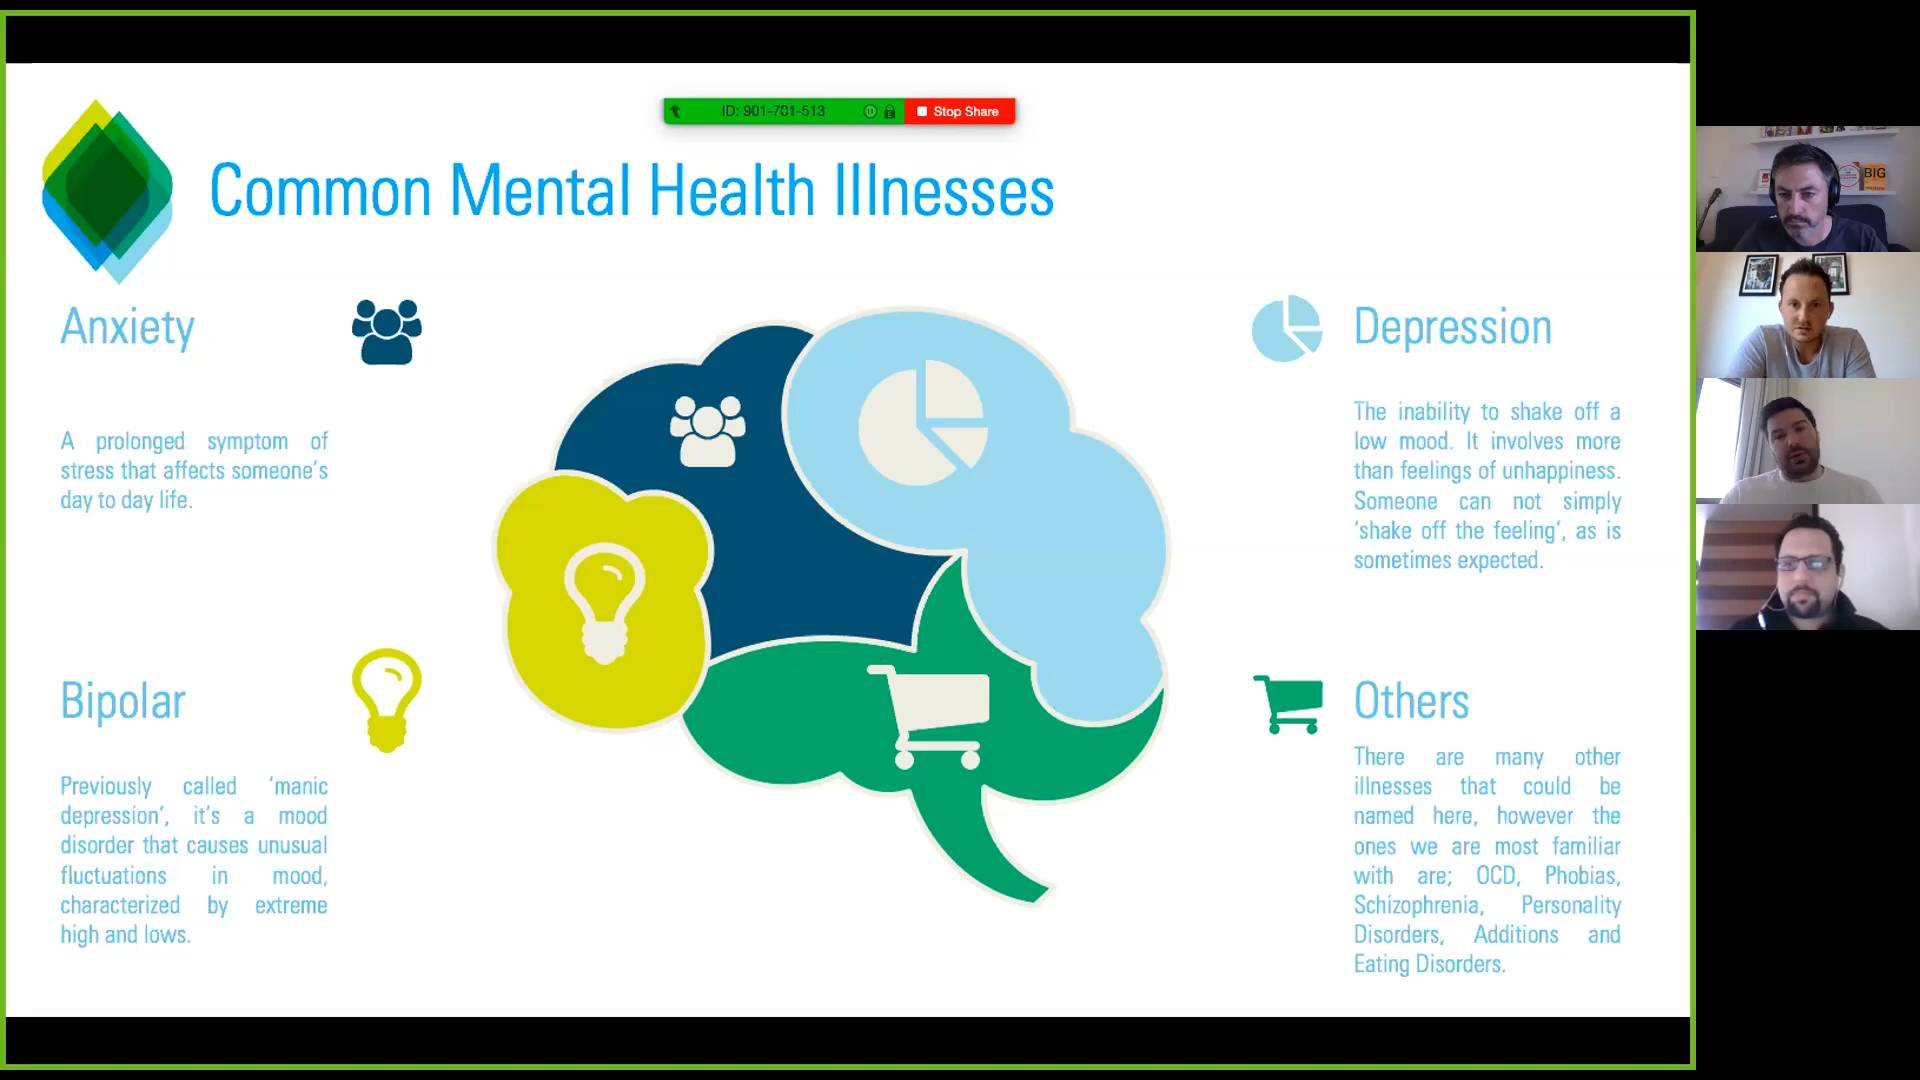 ID: 901-701-513
Stop Share
Common Mental Health Illnesses
Anxiety
A prolonged symptom of
stress that affects someone's
day to day life.
Bipolar
Previously called ‘manic
depression‘, it's a mood
disorder that causes unusual
fluctuations in mood,
characterized by extreme
high and lows.
Depression
The inability to shake off a
low mood. It involves more
than feelings of unhappiness.
Someone can not simply
‘shake off the feeling‘, as is
sometimes expected.
Others
There are many other
illnesses that could be
named here, however the
ones we are most familiar
with are; OCD, Phobias,
Schizophrenia, Personality
Disorders, Additions and
Eating Disorders.
BIG